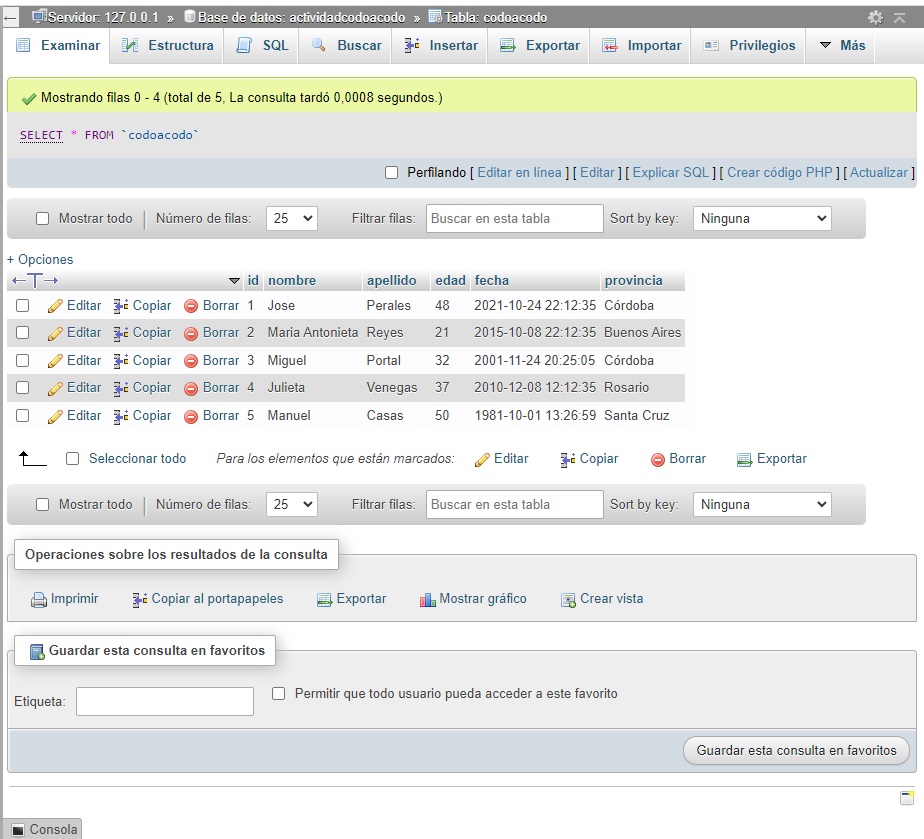 Servidor: 127.0.0.1 » Base de datos: actividadcodoacodo » Tabla: codoacodo
Examinar Estructura SQL Buscar Insertar Exportar Importar Privilegios Más
Mostrando filas 0 - 4 (total de 5, La consulta tardó 0,0008 segundos.)
SELECT * FROM `codoacodo`
Perfilando [ Editar en línea ] [ Editar ] [ Explicar SQL ] [ Crear código PHP ] [ Actualizar ]
Mostrar todo | Número de filas: 25 Filtrar filas: Buscar en esta tabla Sort by key: Ninguna
+ Opciones
←T→ id nombre apellido edad fecha provincia
Editar Copiar Borrar 1 Jose Perales 48 2021-10-24 22:12:35 Córdoba
Editar Copiar Borrar 2 Maria Antonieta Reyes 21 2015-10-08 22:12:35 Buenos Aires
Editar Copiar Borrar 3 Miguel Portal 32 2001-11-24 20:25:05 Córdoba
Editar Copiar Borrar 4 Julieta Venegas 37 2010-12-08 12:12:35 Rosario
Editar Copiar Borrar 5 Manuel Casas 50 1981-10-01 13:26:59 Santa Cruz
Seleccionar todo Para los elementos que están marcados: Editar Copiar Borrar Exportar
Mostrar todo | Número de filas: 25 Filtrar filas: Buscar en esta tabla Sort by key: Ninguna
Operaciones sobre los resultados de la consulta
Imprimir Copiar al portapapeles Exportar Mostrar gráfico Crear vista
Guardar esta consulta en favoritos
Etiqueta: Permitir que todo usuario pueda acceder a este favorito
Guardar esta consulta en favoritos
Consola